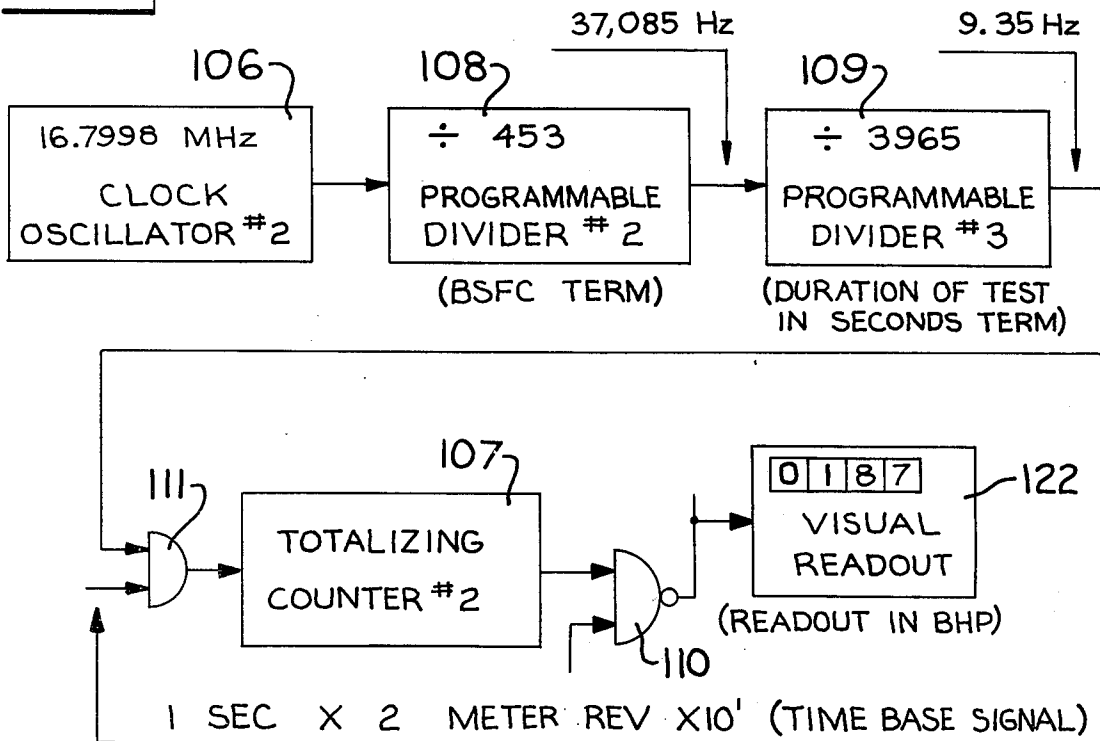 37,085 Hz
9.35 Hz
106
108
109
16.7998 MHz
CLOCK
OSCILLATOR #2
÷ 453
PROGRAMMABLE
DIVIDER # 2
(BSFC TERM)
÷ 3965
PROGRAMMABLE
DIVIDER #3
(DURATION OF TEST
IN SECONDS TERM)
111
107
TOTALIZING
COUNTER #2
110
0187
VISUAL
READOUT
122
(READOUT IN BHP)
1 SEC X 2 METER REV X10' (TIME BASE SIGNAL)